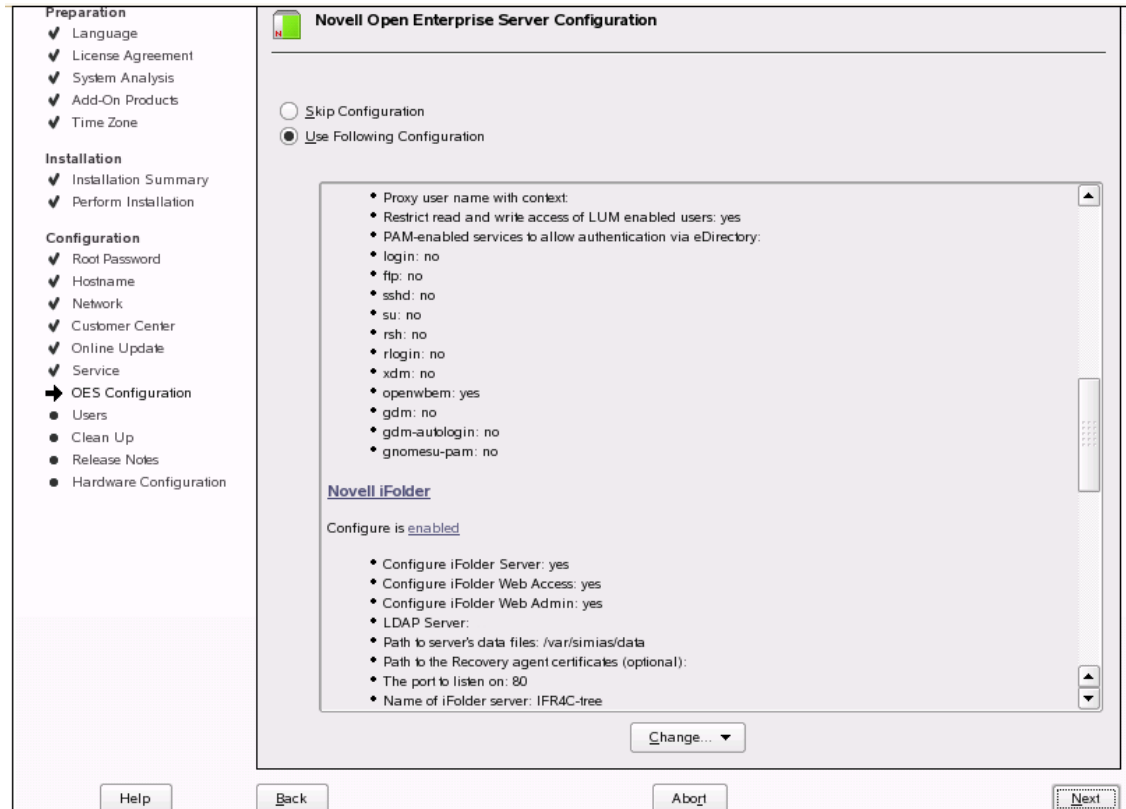 Preparation
Language
License Agreement
System Analysis
Add-On Products
Time Zone
Installation
Installation Summary
Perform Installation
Configuration
Root Password
Hostname
Network
Customer Center
Online Update
Service
OES Configuration
Users
Clean Up
Release Notes
Hardware Configuration
N
Novell Open Enterprise Server Configuration
Skip Configuration
Use Following Configuration
Proxy user name with context:
Restrict read and write access of LUM enabled users: yes
PAM-enabled services to allow authentication via eDirectory:
login: no
ftp: no
sshd: no
su: no
rsh: no
rlogin: no
xdm: no
openwbem: yes
gdm: no
gdm-autologin: no
gnomesu-pam: no
Novell iFolder
Configure is enabled
Configure iFolder Server: yes
Configure iFolder Web Access: yes
Configure iFolder Web Admin: yes
LDAP Server:
Path to server's data files: /var/simias/data
Path to the Recovery agent certificates (optional):
The port to listen on: 80
Name of iFolder server: IFR4C-tree
Change...
Help
Back
Abort
Next